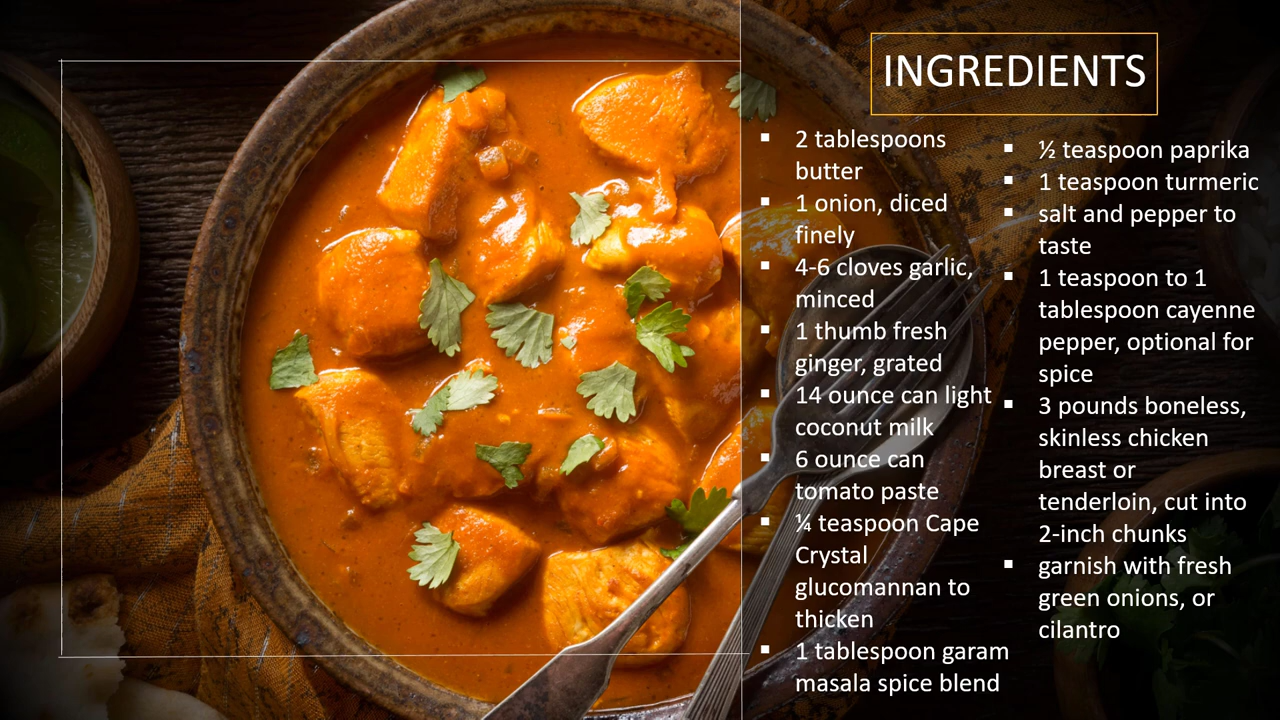 INGREDIENTS
▪ 2 tablespoons
butter
▪ 1 onion, diced
finely
▪ 4-6 cloves garlic,
minced
▪ 1 thumb fresh
ginger, grated
▪ 14 ounce can light
coconut milk
▪ 6 ounce can
tomato paste
▪ ¼ teaspoon Cape
Crystal
glucomannan to
thicken
▪ 1 tablespoon garam
masala spice blend
▪ ½ teaspoon paprika
▪ 1 teaspoon turmeric
▪ salt and pepper to
taste
▪ 1 teaspoon to 1
tablespoon cayenne
pepper, optional for
spice
▪ 3 pounds boneless,
skinless chicken
breast or
tenderloin, cut into
2-inch chunks
▪ garnish with fresh
green onions, or
cilantro